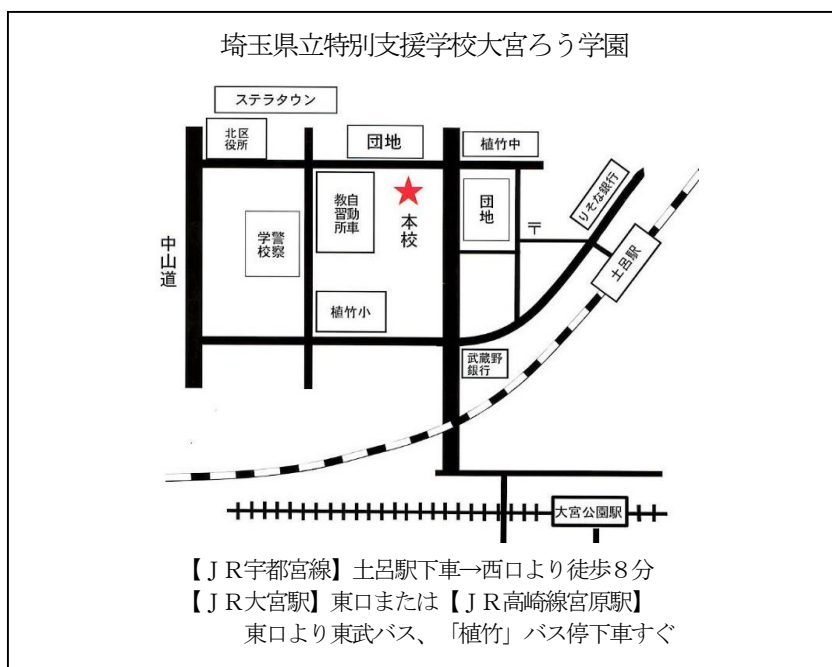 埼玉県立特別支援学校大宮ろう学園
ステラタウン
北区
役所
団地
植竹中
りそな銀行
自動車
教習所
★
本校
団地
〒
土呂駅
警察
学校
中山道
植竹小
武蔵野
銀行
大宮公園駅
【ＪＲ宇都宮線】土呂駅下車→西口より徒歩８分
【ＪＲ大宮駅】東口または【ＪＲ高崎線宮原駅】
東口より東武バス、「植竹」バス停下車すぐ